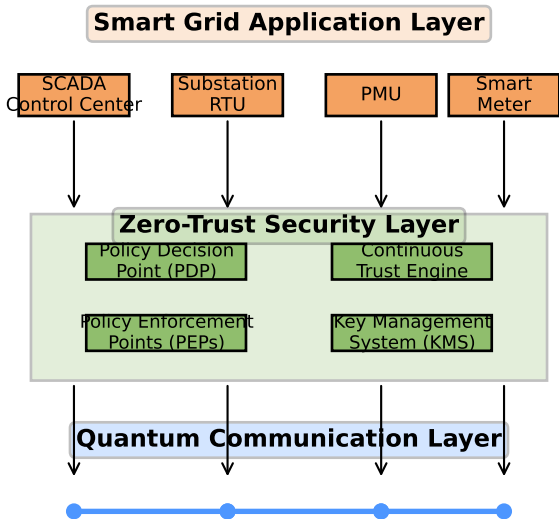 Smart Grid Application Layer
SCADA
Control Center
Substation
RTU
PMU
Smart
Meter
Zero-Trust Security Layer
Policy Decision
Point (PDP)
Continuous
Trust Engine
Policy Enforcement
Points (PEPs)
Key Management
System (KMS)
Quantum Communication Layer